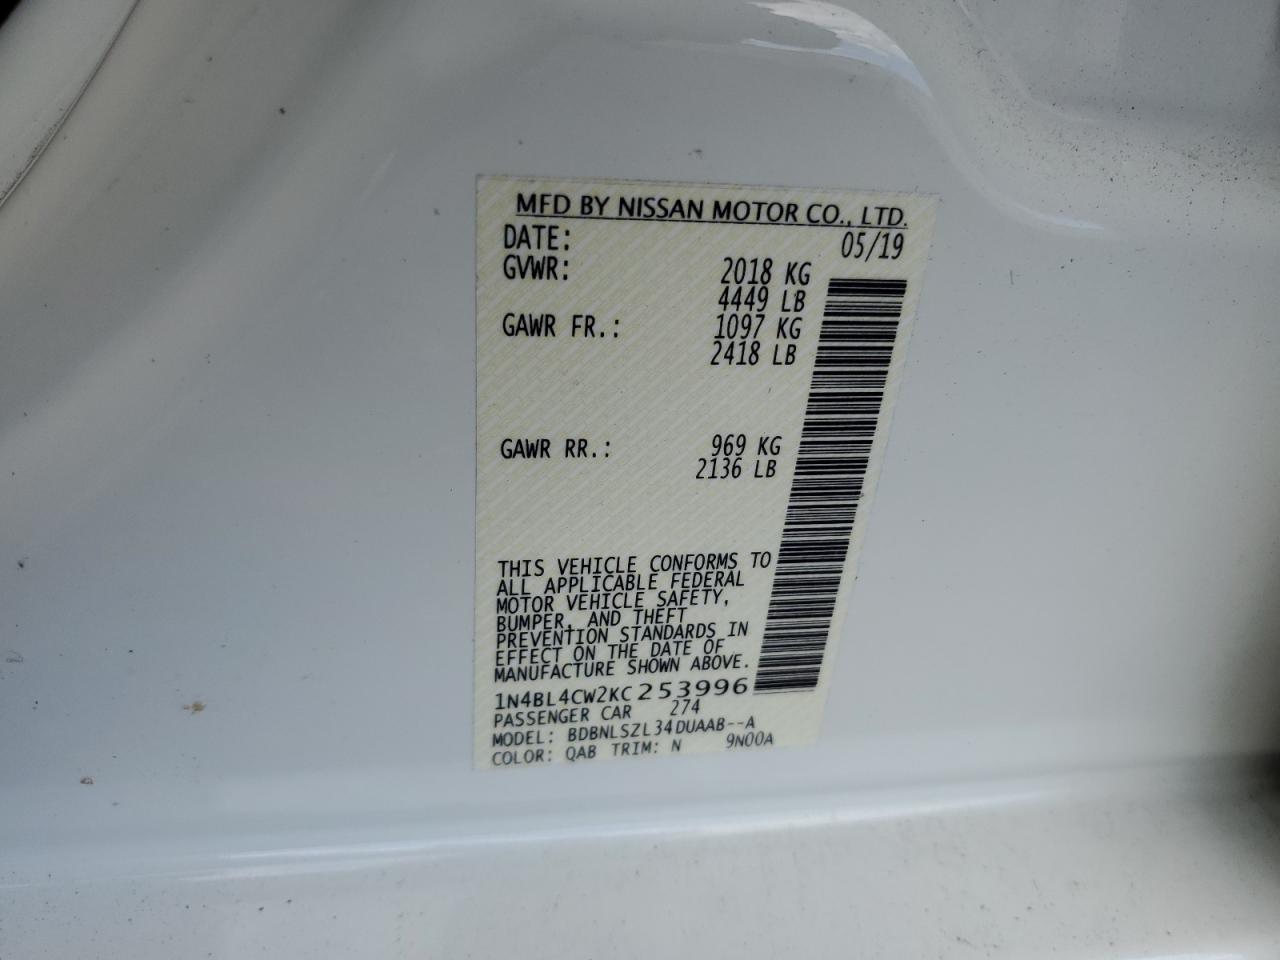 MFD BY NISSAN MOTOR CO., LTD.
DATE: 05/19
GVWR: 2018 KG
4449 LB
GAWR FR.: 1097 KG
2418 LB
GAWR RR.: 969 KG
2136 LB
THIS VEHICLE CONFORMS TO
ALL APPLICABLE FEDERAL
MOTOR VEHICLE SAFETY,
BUMPER, AND THEFT
PREVENTION STANDARDS IN
EFFECT ON THE DATE OF
MANUFACTURE SHOWN ABOVE.
1N4BL4CW2KC253996
PASSENGER CAR 274
MODEL: BDBNLSZL34DUAAB--A
COLOR: QAB TRIM: N 9N00A